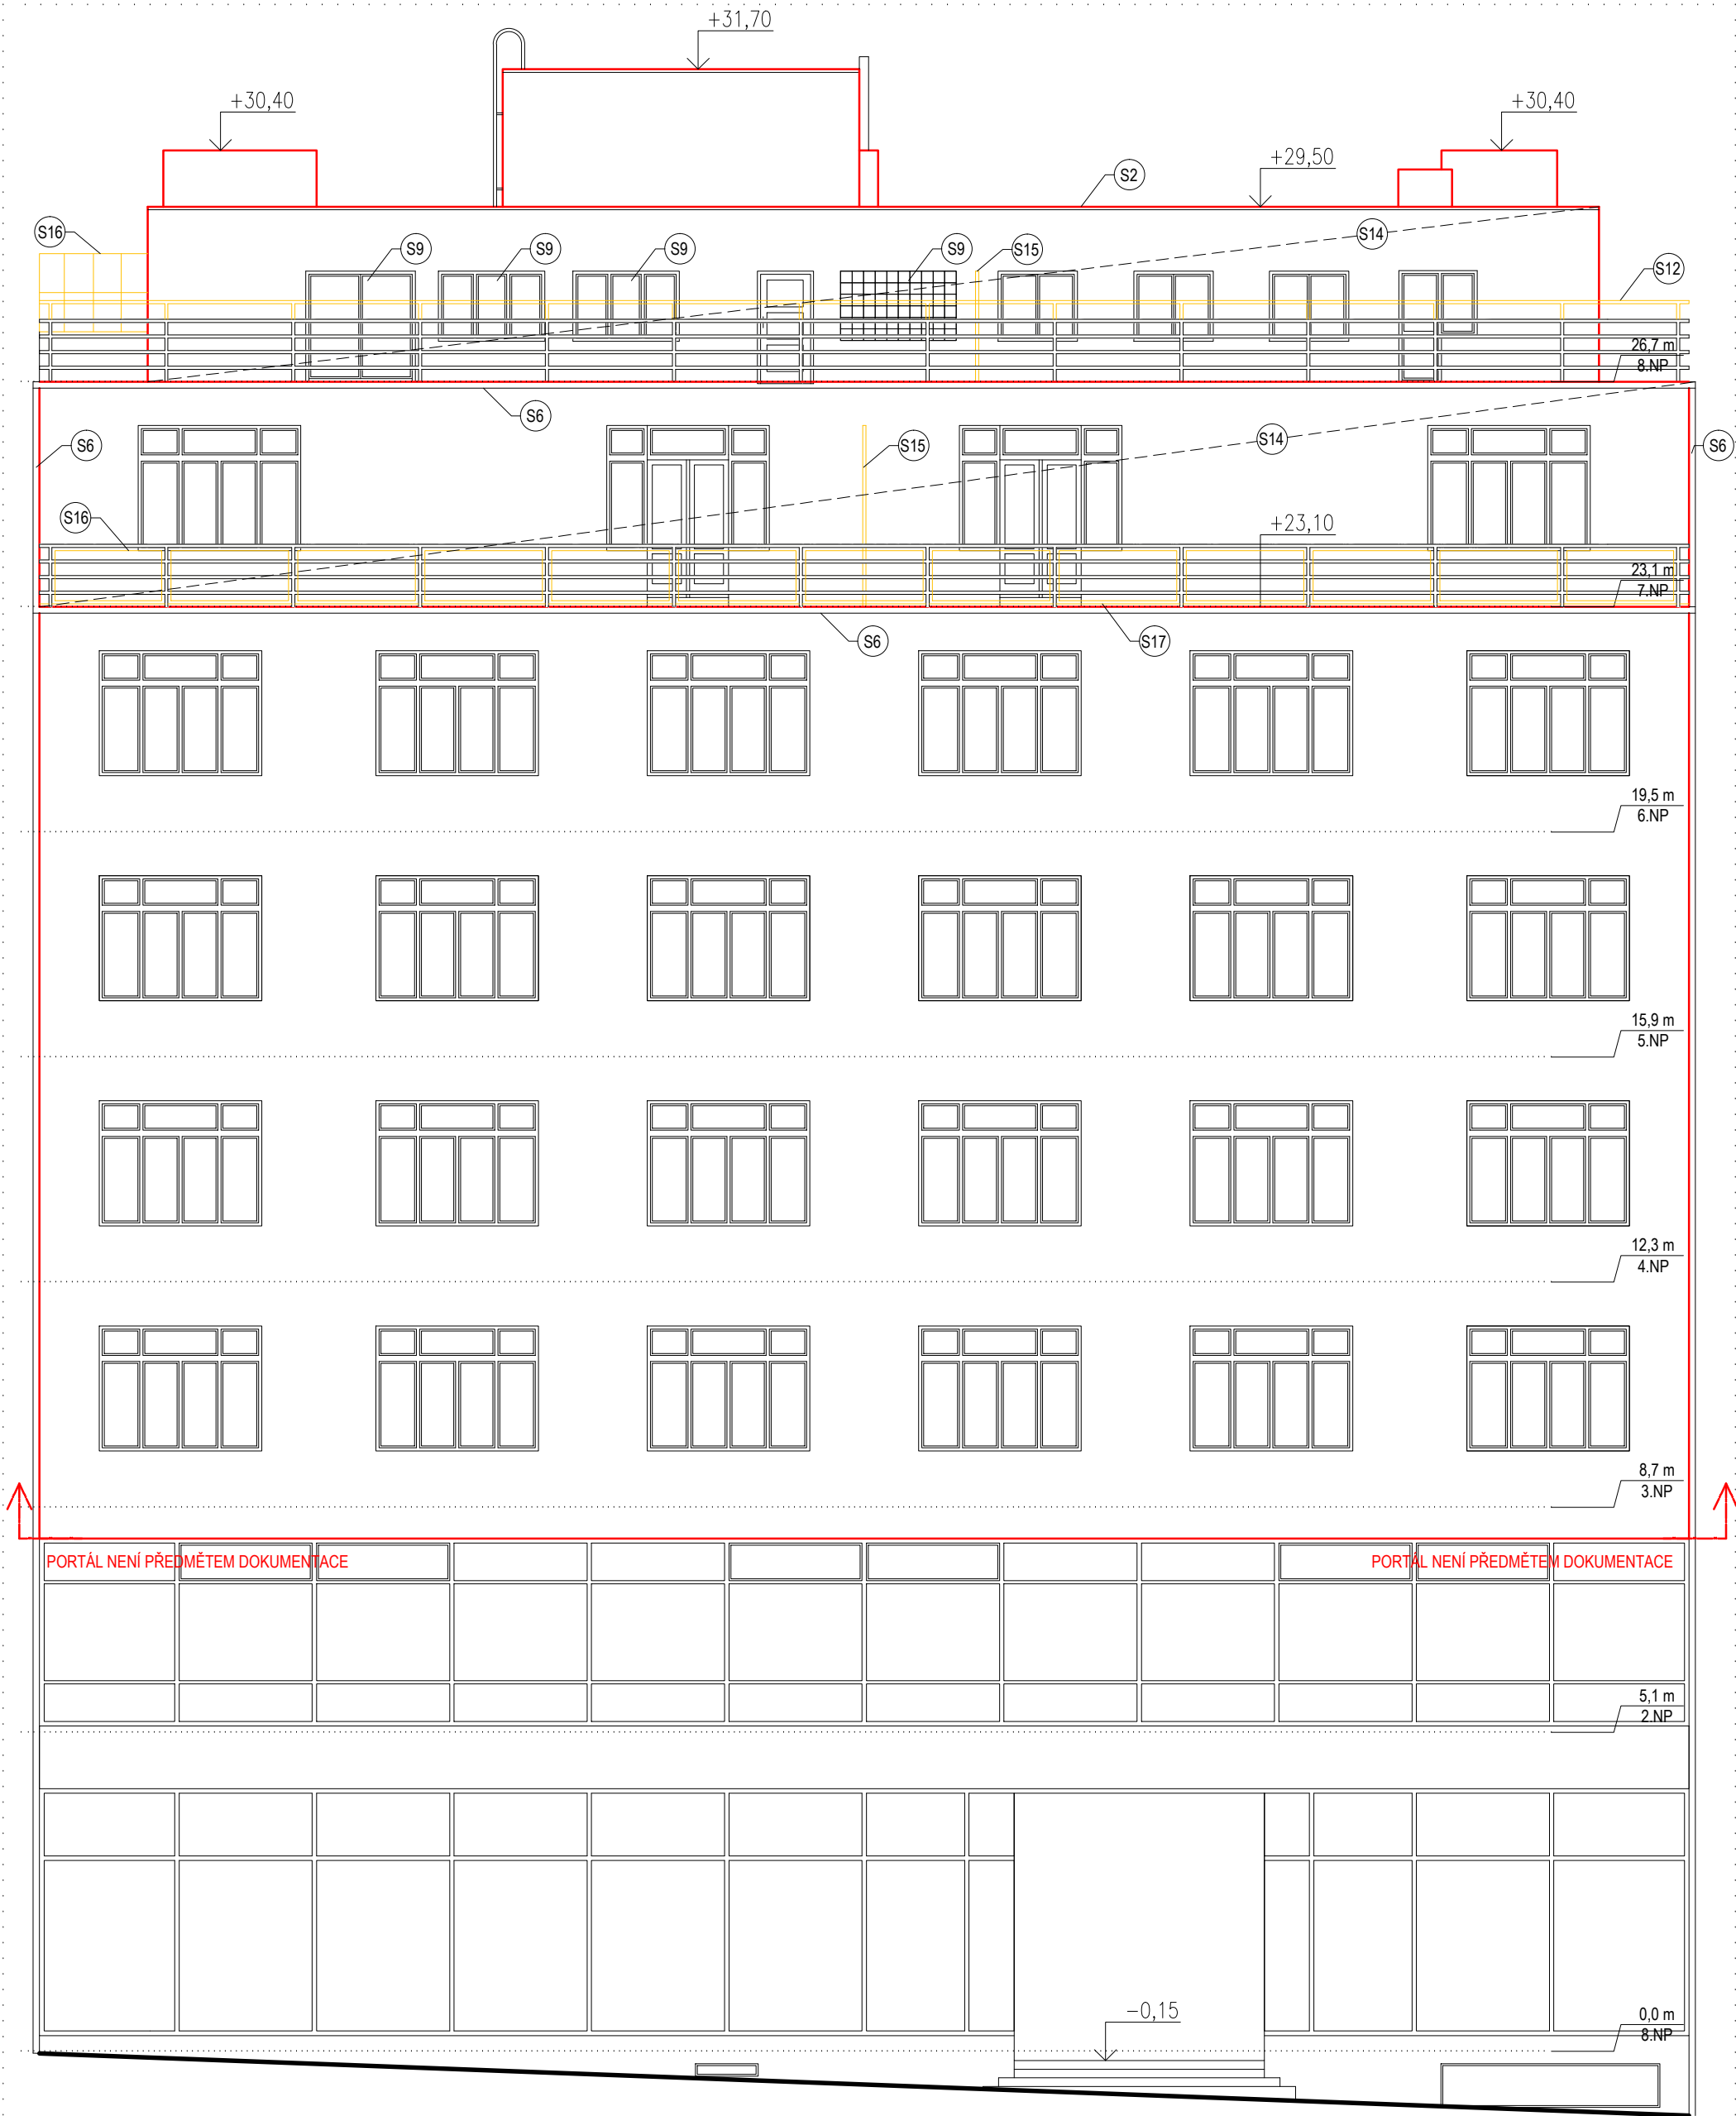 +31,70
+30,40
+30,40
+29,50
S2
S16
S9
S9
S9
S9
S15
S14
S12
26,7 m
8.NP
S6
S6
S15
S14
S6
S16
+23,10
23,1 m
7.NP
S6
S17
19,5 m
6.NP
15,9 m
5.NP
12,3 m
4.NP
8,7 m
3.NP
PORTÁL NENÍ PŘEDMĚTEM DOKUMENTACE
PORTÁL NENÍ PŘEDMĚTEM DOKUMENTACE
5,1 m
2.NP
-0,15
0,0 m
8.NP